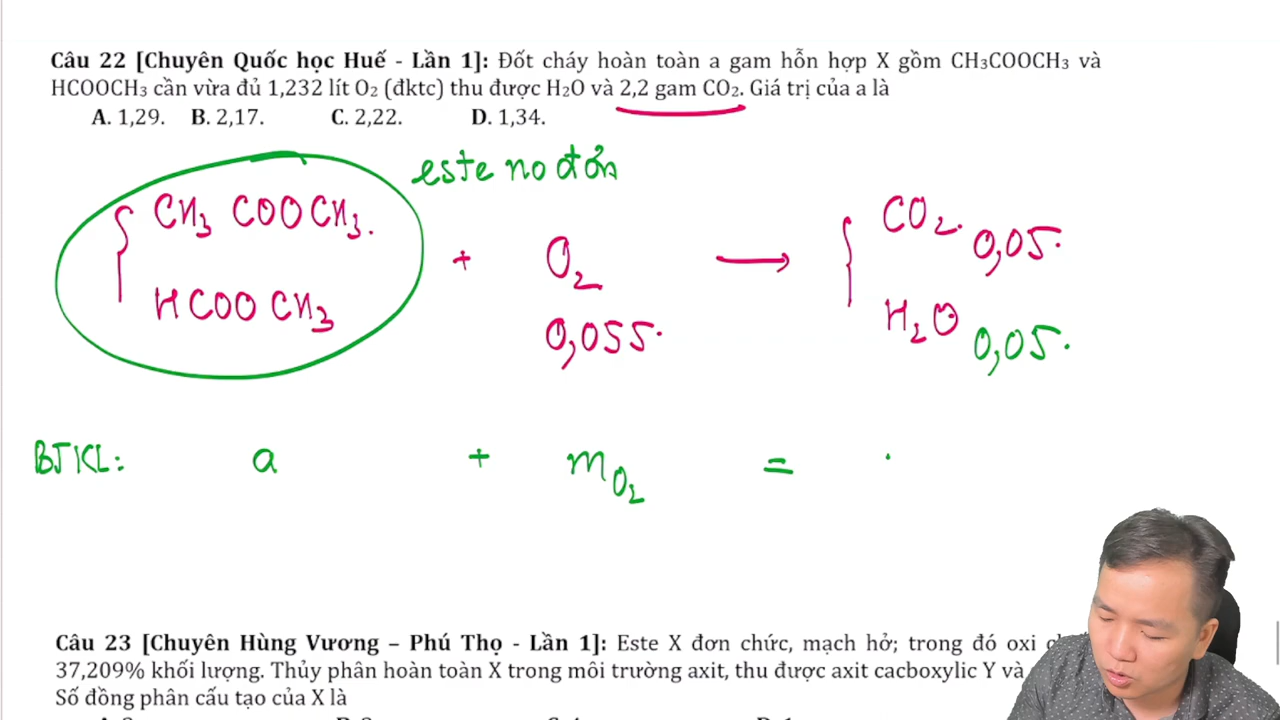 Câu 22 [Chuyên Quốc học Huế - Lần 1]: Đốt cháy hoàn toàn a gam hỗn hợp X gồm CH₃COOCH₃ và
HCOOCH₃ cần vừa đủ 1,232 lít O₂ (đktc) thu được H₂O và 2,2 gam CO₂. Giá trị của a là
A. 1,29. B. 2,17. C. 2,22. D. 1,34.
este no đơn
CH₃ COO CH₃.
HCOO CH₃
+ O₂ →
0,055.
CO₂. 0,05.
H₂O 0,05.
BTKL: a + mO₂ =
Câu 23 [Chuyên Hùng Vương – Phú Thọ - Lần 1]: Este X đơn chức, mạch hở; trong đó oxi
37,209% khối lượng. Thủy phân hoàn toàn X trong môi trường axit, thu được axit cacboxylic Y và
Số đồng phân cấu tạo của X là